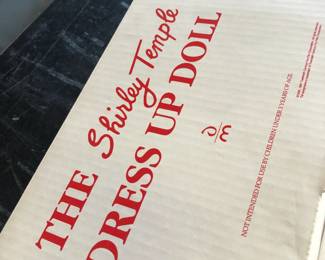 THE Shirley Temple
DRESS UP DOLL
NOT INTENDED FOR USE BY CHILDREN UNDER 3 YEARS OF AGE.